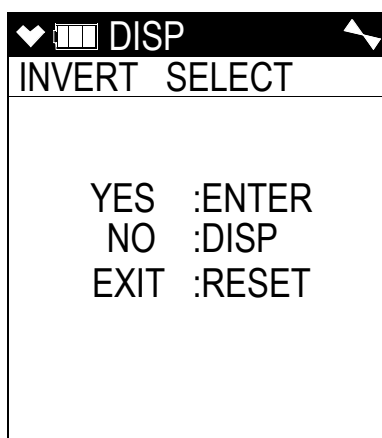 DISP
INVERT SELECT
YES :ENTER
NO :DISP
EXIT :RESET